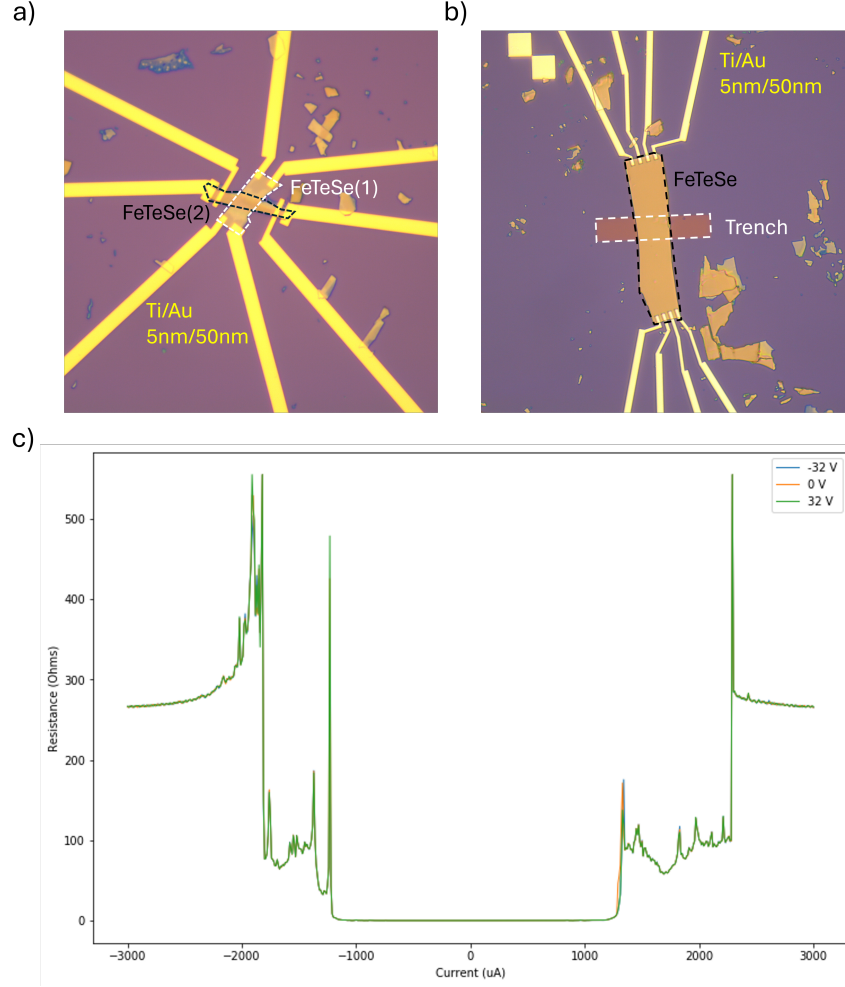 a)
b)
Ti/Au
5nm/50nm
FeTeSe(1)
FeTeSe
FeTeSe(2)
Trench
Ti/Au
5nm/50nm
c)
-32 V
0 V
32 V
500
400
300
200
100
0
Resistance (Ohms)
−3000 −2000 −1000 0 1000 2000 3000
Current (uA)